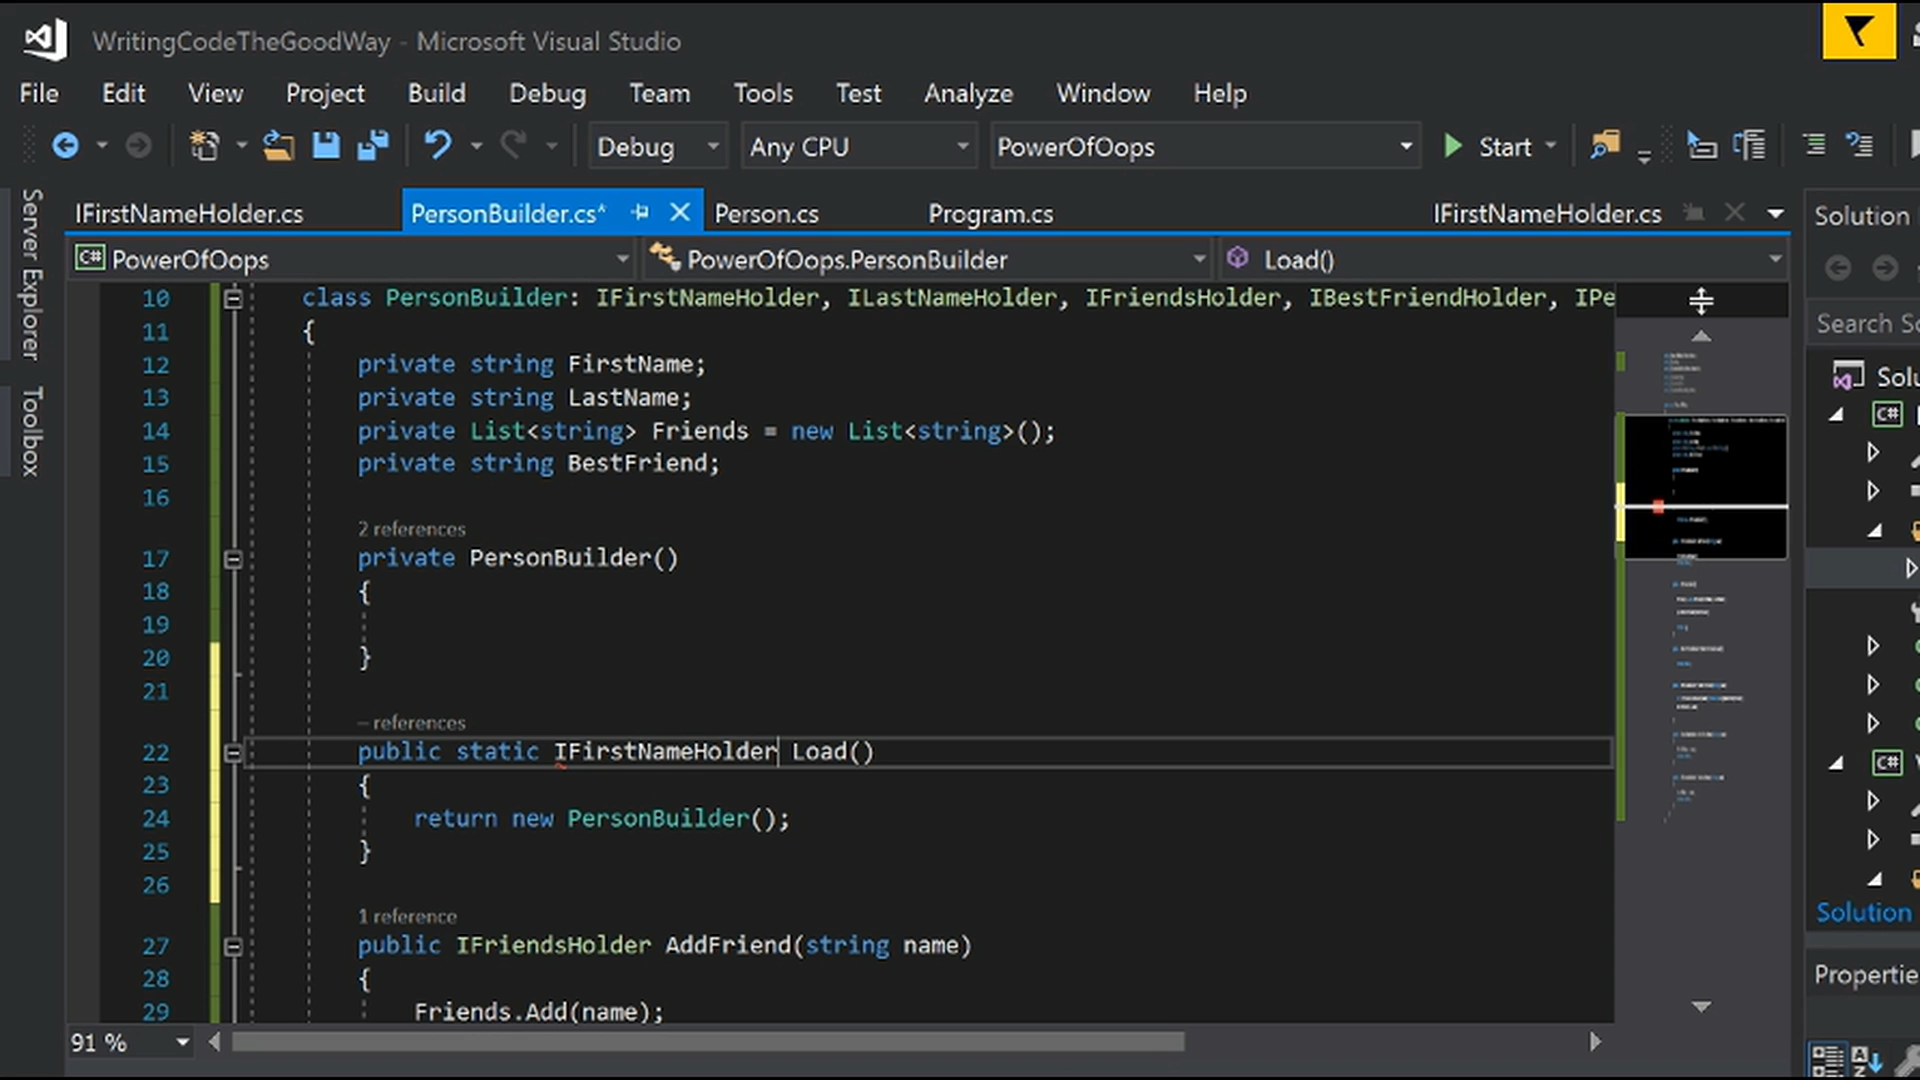 WritingCodeTheGoodWay - Microsoft Visual Studio
File Edit View Project Build Debug Team Tools Test Analyze Window Help
Debug Any CPU PowerOfOops Start
Server Explorer
Toolbox
IFirstNameHolder.cs PersonBuilder.cs* Person.cs Program.cs IFirstNameHolder.cs
C# PowerOfOops PowerOfOops.PersonBuilder Load()
10 class PersonBuilder: IFirstNameHolder, ILastNameHolder, IFriendsHolder, IBestFriendHolder, IPe
11 {
12 private string FirstName;
13 private string LastName;
14 private List<string> Friends = new List<string>();
15 private string BestFriend;
16
2 references
17 private PersonBuilder()
18 {
19
20 }
21
– references
22 public static IFirstNameHolder Load()
23 {
24 return new PersonBuilder();
25 }
26
1 reference
27 public IFriendsHolder AddFriend(string name)
28 {
29 Friends.Add(name);
91 %
Solution
Search So
Solu
C#
C#
Solution
Propertie